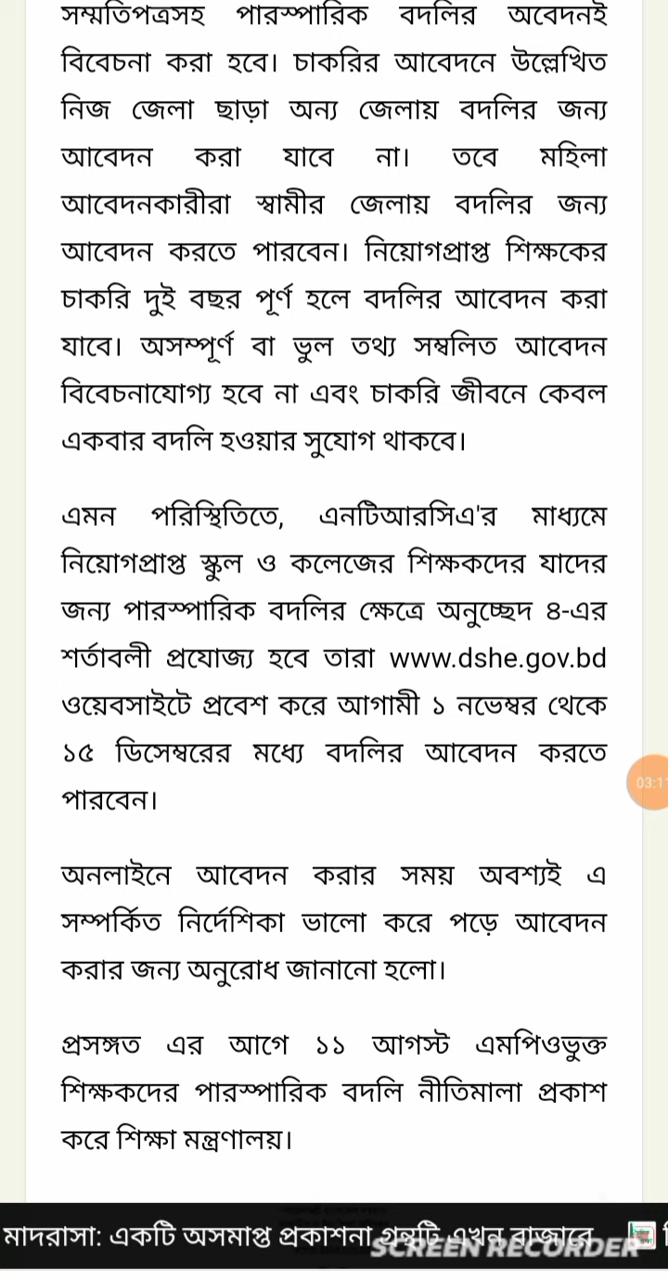 সম্মতিপত্রসহ পারস্পারিক বদলির অবেদনই
বিবেচনা করা হবে। চাকরির আবেদনে উল্লেখিত
নিজ জেলা ছাড়া অন্য জেলায় বদলির জন্য
আবেদন করা যাবে না। তবে মহিলা
আবেদনকারীরা স্বামীর জেলায় বদলির জন্য
আবেদন করতে পারবেন। নিয়োগপ্রাপ্ত শিক্ষকের
চাকরি দুই বছর পূর্ণ হলে বদলির আবেদন করা
যাবে। অসম্পূর্ণ বা ভুল তথ্য সম্বলিত আবেদন
বিবেচনাযোগ্য হবে না এবং চাকরি জীবনে কেবল
একবার বদলি হওয়ার সুযোগ থাকবে।
এমন পরিস্থিতিতে, এনটিআরসিএ'র মাধ্যমে
নিয়োগপ্রাপ্ত স্কুল ও কলেজের শিক্ষকদের যাদের
জন্য পারস্পারিক বদলির ক্ষেত্রে অনুচ্ছেদ ৪-এর
শর্তাবলী প্রযোজ্য হবে তারা www.dshe.gov.bd
ওয়েবসাইটে প্রবেশ করে আগামী ১ নভেম্বর থেকে
১৫ ডিসেম্বরের মধ্যে বদলির আবেদন করতে
পারবেন।
03:1
অনলাইনে আবেদন করার সময় অবশ্যই এ
সম্পর্কিত নির্দেশিকা ভালো করে পড়ে আবেদন
করার জন্য অনুরোধ জানানো হলো।
প্রসঙ্গত এর আগে ১১ আগস্ট এমপিওভুক্ত
শিক্ষকদের পারস্পারিক বদলি নীতিমালা প্রকাশ
করে শিক্ষা মন্ত্রণালয়।
মাদরাসা: একটি অসমাপ্ত প্রকাশনা গ্রন্থটি এখন বাজারে
SCREEN RECORDER